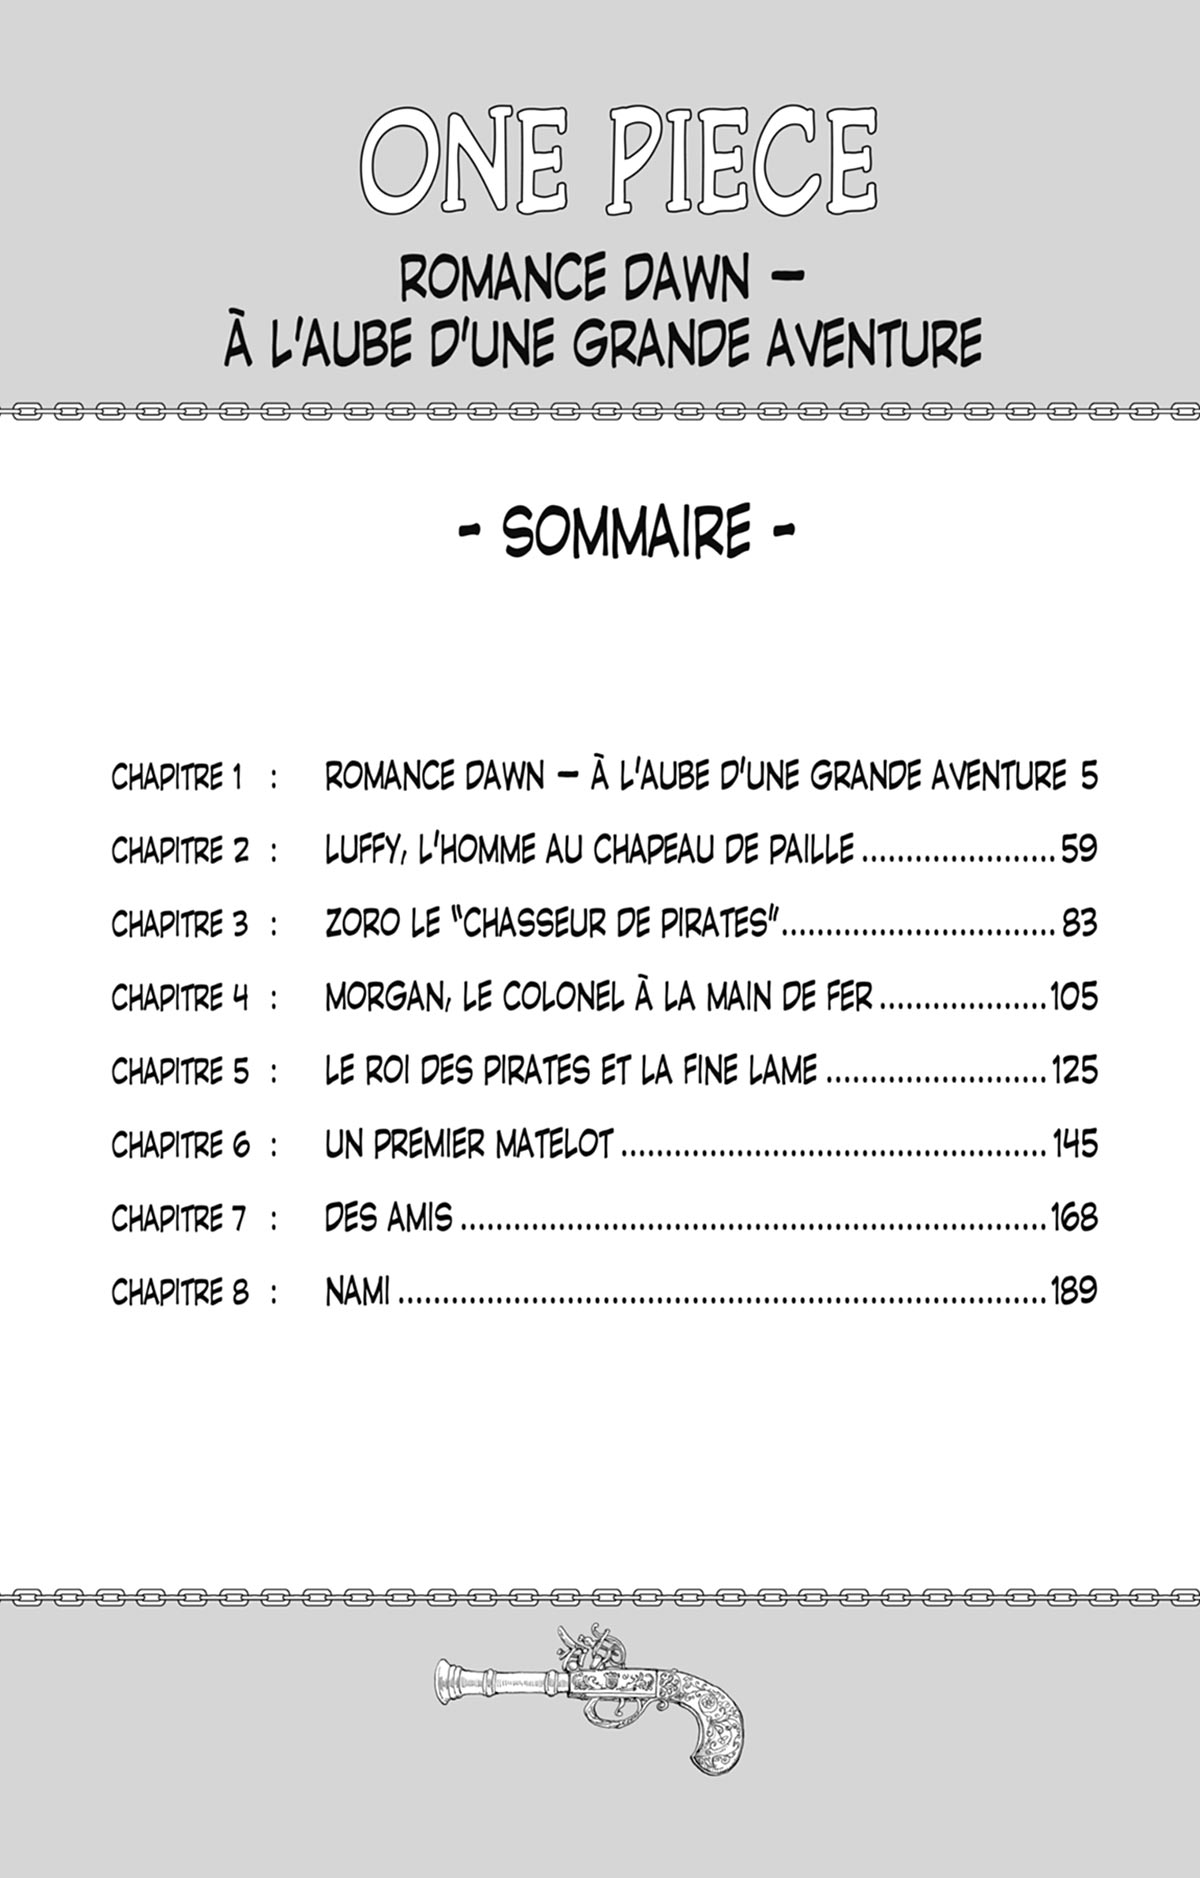 ONE PIECE
ROMANCE DAWN –
À L'AUBE D'UNE GRANDE AVENTURE
- SOMMAIRE -
CHAPITRE 1 : ROMANCE DAWN – À L'AUBE D'UNE GRANDE AVENTURE 5
CHAPITRE 2 : LUFFY, L'HOMME AU CHAPEAU DE PAILLE ...................... 59
CHAPITRE 3 : ZORO LE "CHASSEUR DE PIRATES" ............................... 83
CHAPITRE 4 : MORGAN, LE COLONEL À LA MAIN DE FER ................... 105
CHAPITRE 5 : LE ROI DES PIRATES ET LA FINE LAME ......................... 125
CHAPITRE 6 : UN PREMIER MATELOT ................................................ 145
CHAPITRE 7 : DES AMIS .................................................................. 168
CHAPITRE 8 : NAMI ......................................................................... 189